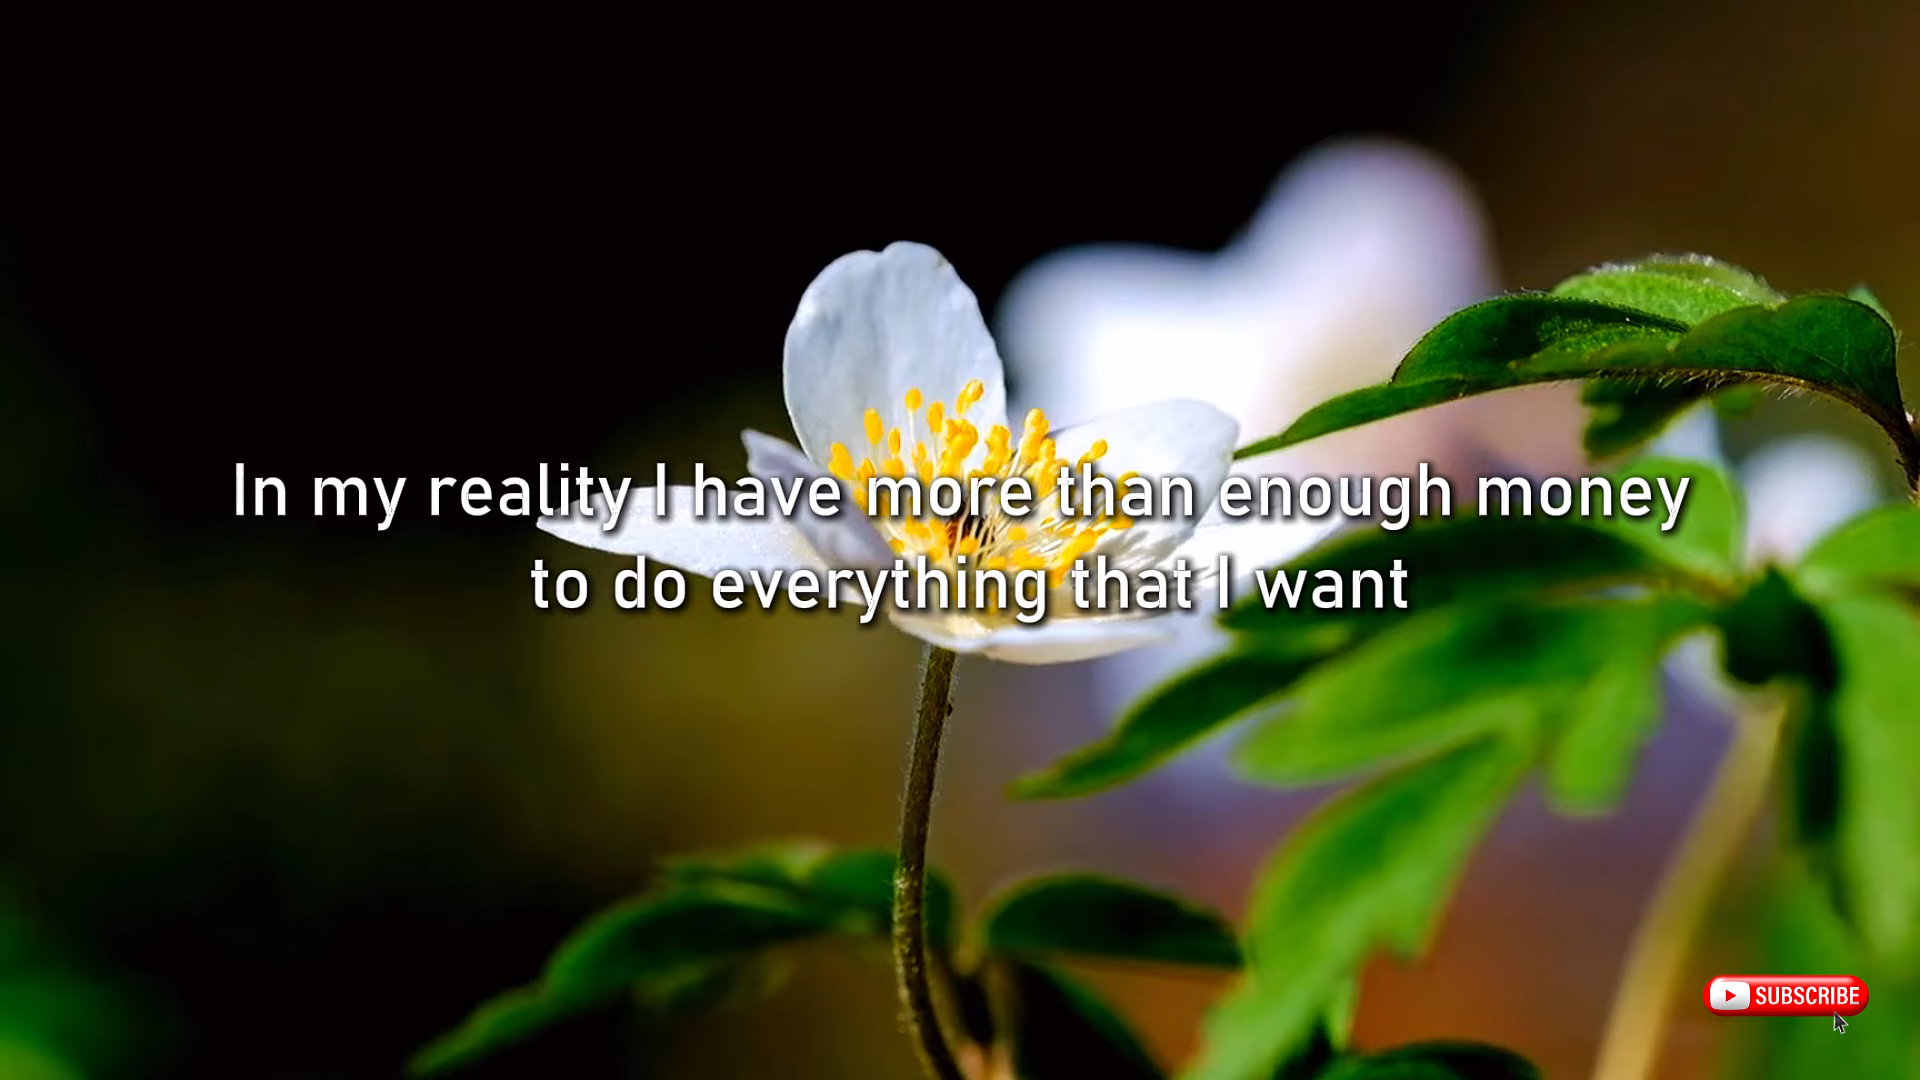 In my reality I have more than enough money
to do everything that I want
SUBSCRIBE